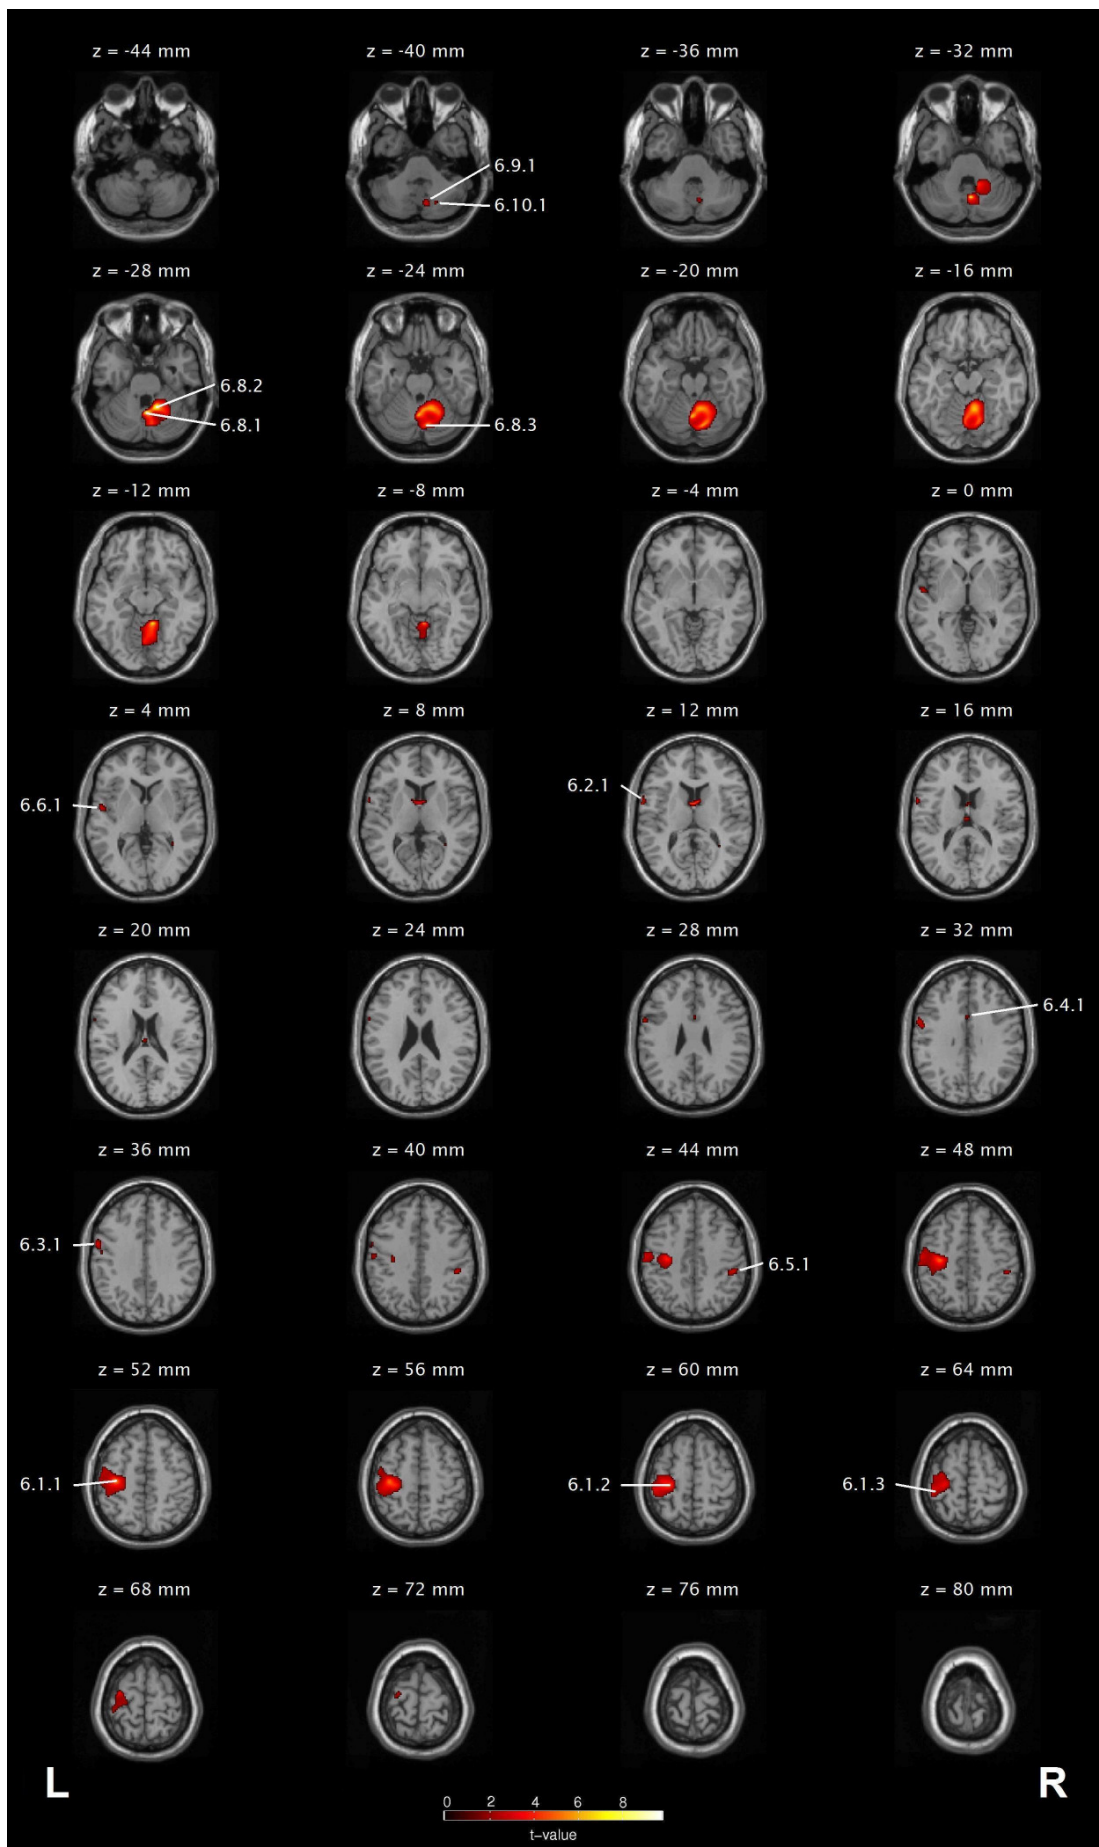 z = -44 mm z = -40 mm z = -36 mm z = -32 mm
6.9.1
6.10.1
z = -28 mm z = -24 mm z = -20 mm z = -16 mm
6.8.2
6.8.1 6.8.3
z = -12 mm z = -8 mm z = -4 mm z = 0 mm
z = 4 mm z = 8 mm z = 12 mm z = 16 mm
6.6.1 6.2.1
z = 20 mm z = 24 mm z = 28 mm z = 32 mm
6.4.1
z = 36 mm z = 40 mm z = 44 mm z = 48 mm
6.3.1 6.5.1
z = 52 mm z = 56 mm z = 60 mm z = 64 mm
6.1.1 6.1.2 6.1.3
z = 68 mm z = 72 mm z = 76 mm z = 80 mm
L R
0 2 4 6 8
t-value